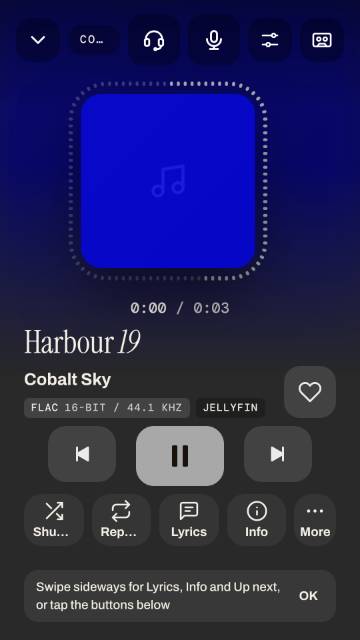 CO…
0:00 / 0:03
Harbour 19
Cobalt Sky
FLAC 16-BIT / 44.1 KHZ JELLYFIN
Shu… Rep… Lyrics Info More
Swipe sideways for Lyrics, Info and Up next,
or tap the buttons below
OK